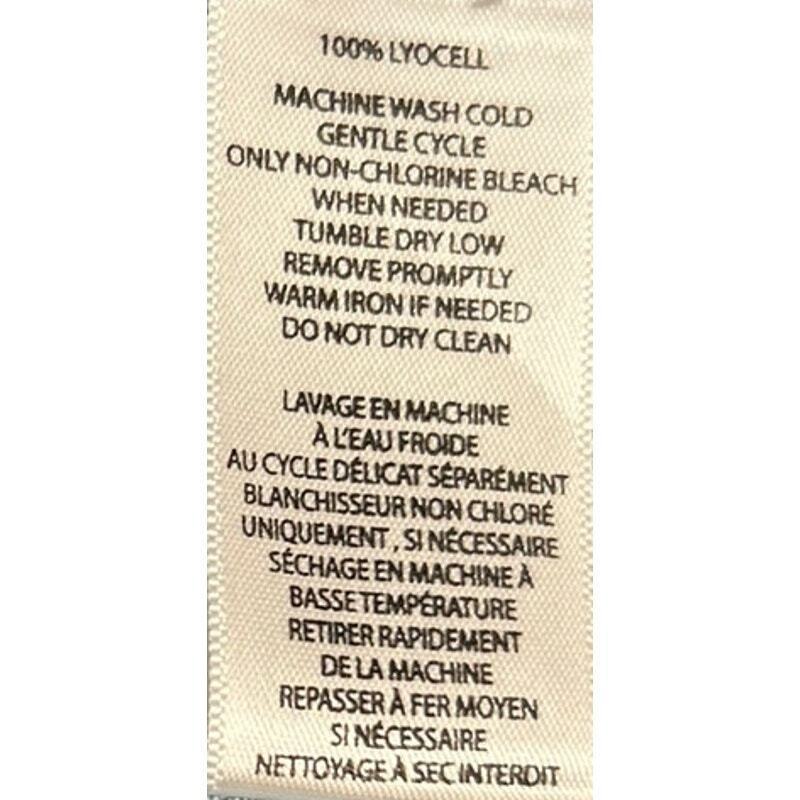 100% LYOCELL
MACHINE WASH COLD
GENTLE CYCLE
ONLY NON-CHLORINE BLEACH
WHEN NEEDED
TUMBLE DRY LOW
REMOVE PROMPTLY
WARM IRON IF NEEDED
DO NOT DRY CLEAN
LAVAGE EN MACHINE
À L'EAU FROIDE
AU CYCLE DÉLICAT SÉPARÉMENT
BLANCHISSEUR NON CHLORÉ
UNIQUEMENT , SI NÉCESSAIRE
SÉCHAGE EN MACHINE À
BASSE TEMPÉRATURE
RETIRER RAPIDEMENT
DE LA MACHINE
REPASSER À FER MOYEN
SI NÉCESSAIRE
NETTOYAGE À SEC INTERDIT